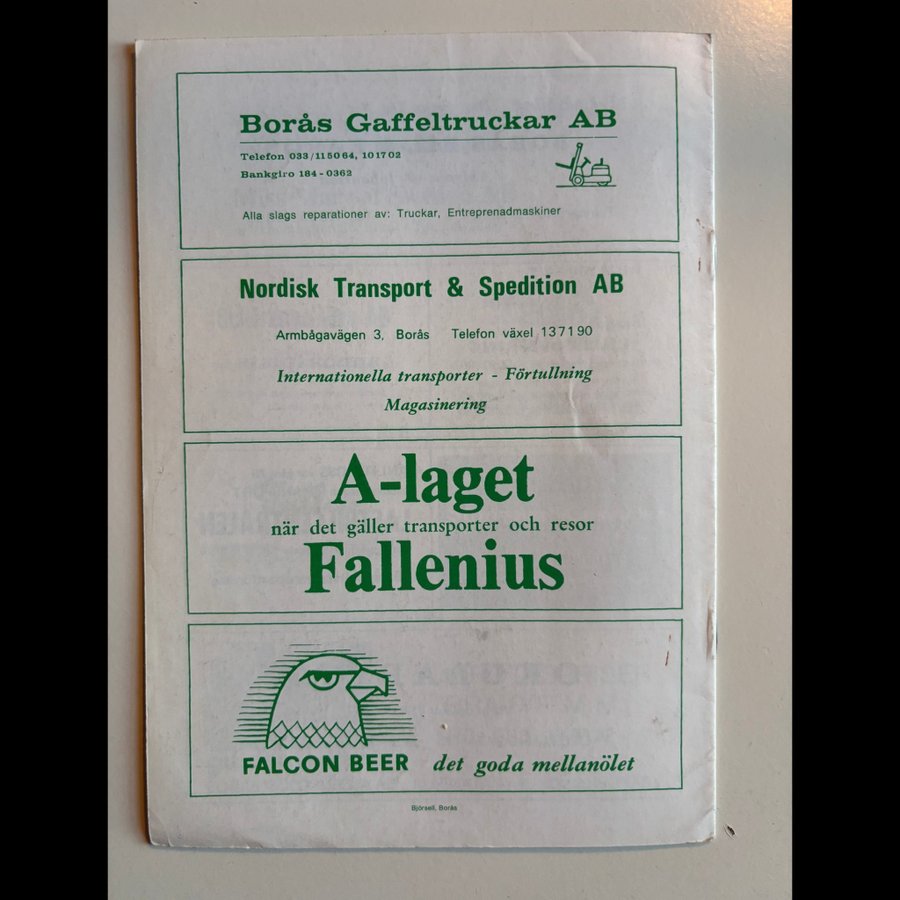 Borås Gaffeltruckar AB
Telefon 033/115064, 101702
Bankgiro 184-0362
Alla slags reparationer av: Truckar, Entreprenadmaskiner
Nordisk Transport & Spedition AB
Armbågavägen 3, Borås Telefon växel 137190
Internationella transporter - Förtullning
Magasinering
A-laget
när det gäller transporter och resor
Fallenius
FALCON BEER det goda mellanölet
Björsell, Borås